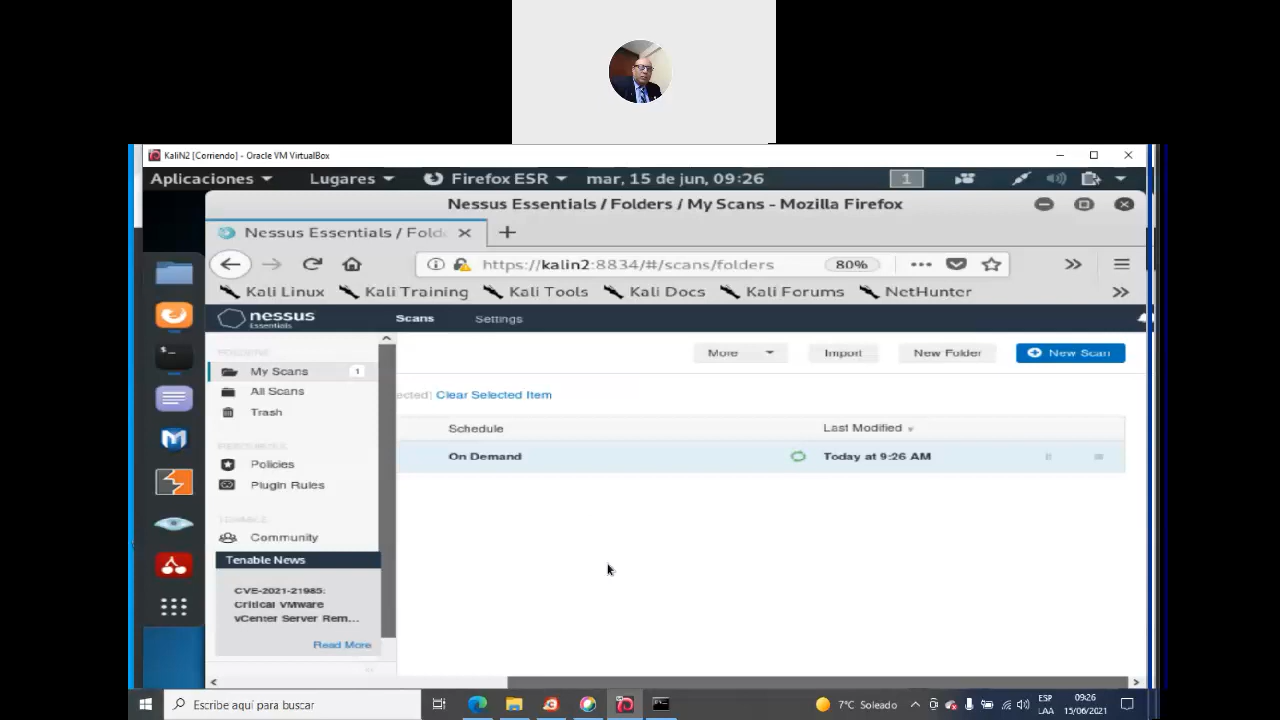 KaliN2 [Corriendo] - Oracle VM VirtualBox
Aplicaciones Lugares Firefox ESR mar, 15 de jun, 09:26 1
Nessus Essentials / Folders / My Scans - Mozilla Firefox
Nessus Essentials / Fold
https://kalin2:8834/#/scans/folders 80%
Kali Linux Kali Training Kali Tools Kali Docs Kali Forums NetHunter
nessus Essentials Scans Settings
FOLDERS
More Import New Folder New Scan
My Scans 1
All Scans
ected) Clear Selected Item
Trash
Schedule Last Modified
RESOURCES
On Demand Today at 9:26 AM
Policies
Plugin Rules
TENABLE
Community
Tenable News
CVE-2021-21985:
Critical VMware
vCenter Server Rem...
Read More
Escribe aquí para buscar
7°C Soleado
ESP
LAA
09:26
15/06/2021